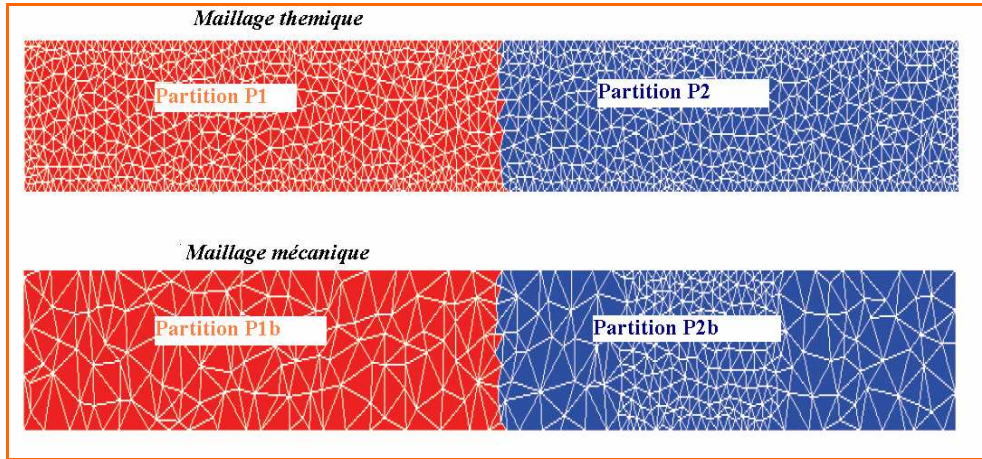 Maillage themique
Partition P1
Partition P2
Maillage mécanique
Partition P1b
Partition P2b